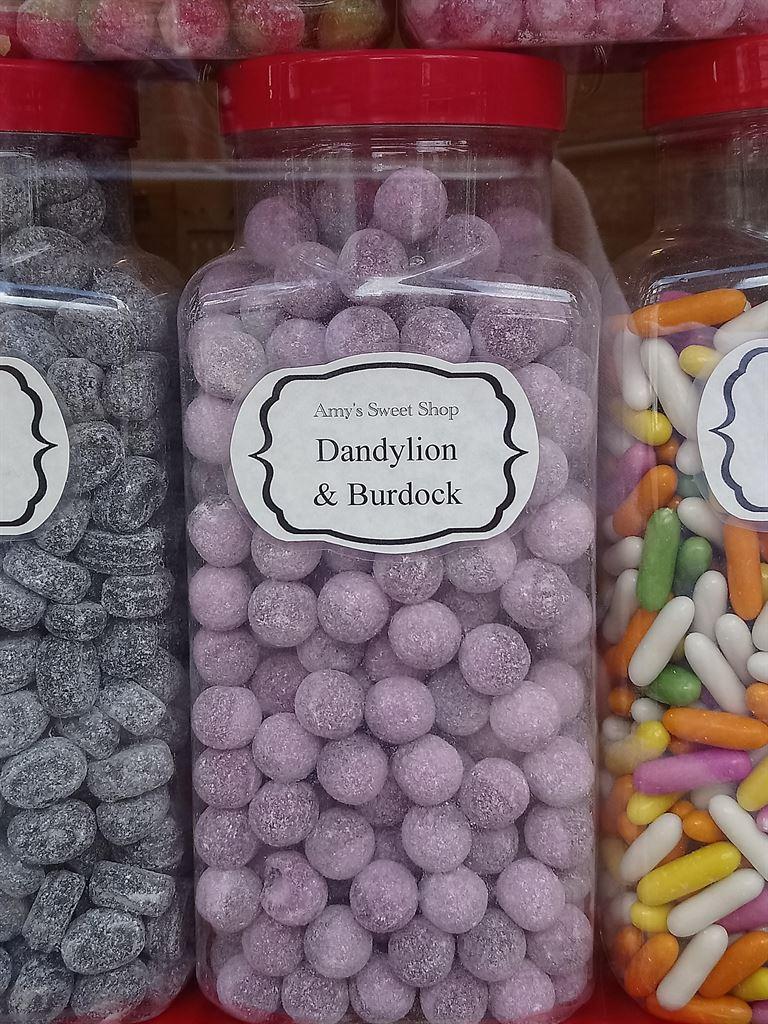 Amy's Sweet Shop
Dandylion
& Burdock